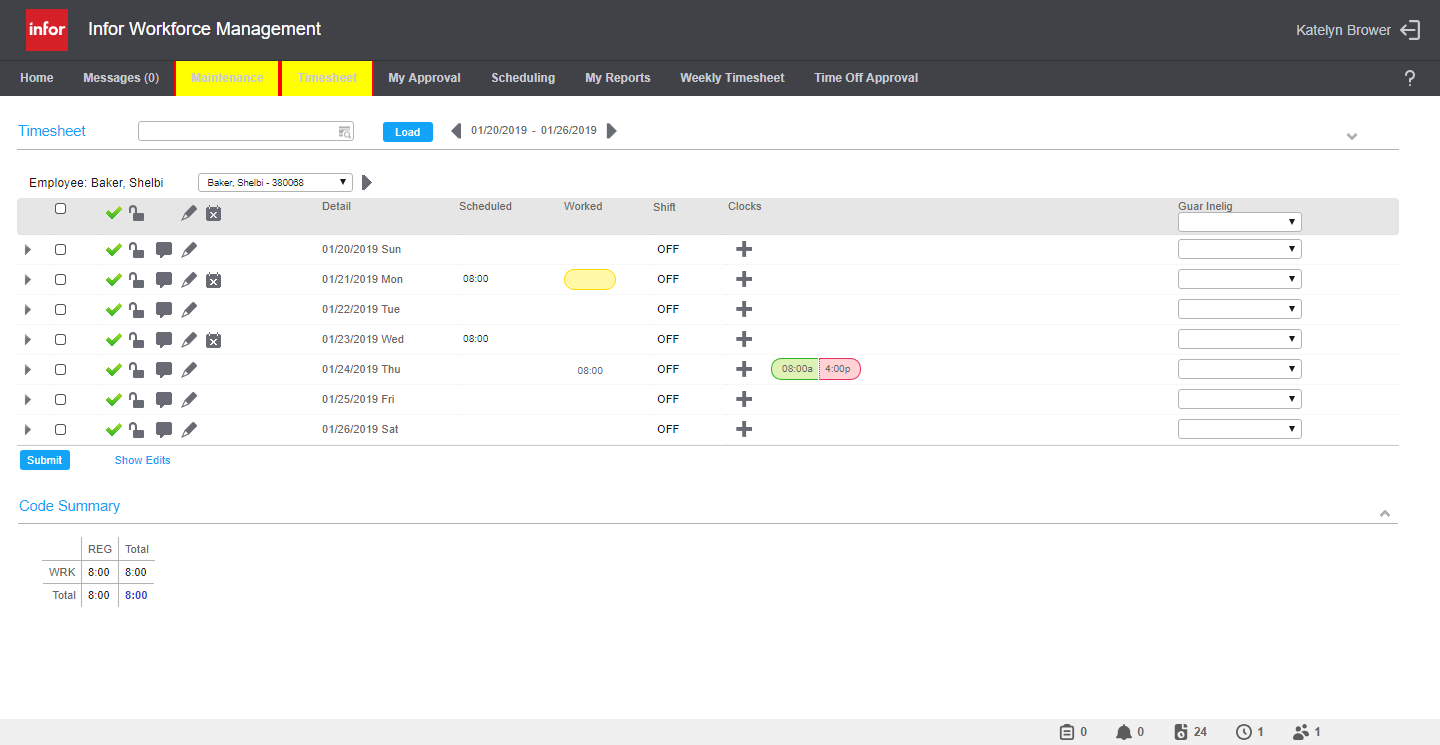 infor Infor Workforce Management Katelyn Brower
Home Messages (0) Maintenance Timesheet My Approval Scheduling My Reports Weekly Timesheet Time Off Approval ?
Timesheet Load 01/20/2019 - 01/26/2019
Employee: Baker, Shelbi Baker, Shelbi - 380068
Detail Scheduled Worked Shift Clocks Guar Inelig
01/20/2019 Sun OFF
01/21/2019 Mon 08:00 OFF
01/22/2019 Tue OFF
01/23/2019 Wed 08:00 OFF
01/24/2019 Thu 08:00 OFF 08:00a 4:00p
01/25/2019 Fri OFF
01/26/2019 Sat OFF
Submit Show Edits
Code Summary
REG Total
WRK 8:00 8:00
Total 8:00 8:00
0 0 24 1 1